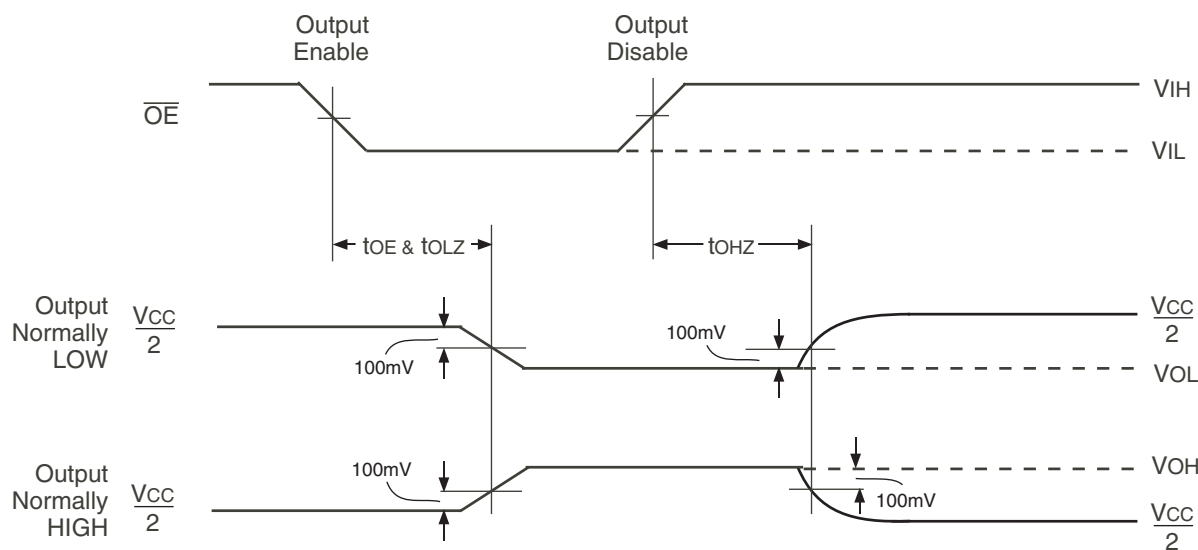 Output
Enable
Output
Disable
OE
VIH
VIL
tOE & tOLZ
tOHZ
Output
Normally
LOW
VCC
2
100mV
100mV
VCC
2
VOL
Output
Normally
HIGH
VCC
2
100mV
100mV
VOH
VCC
2